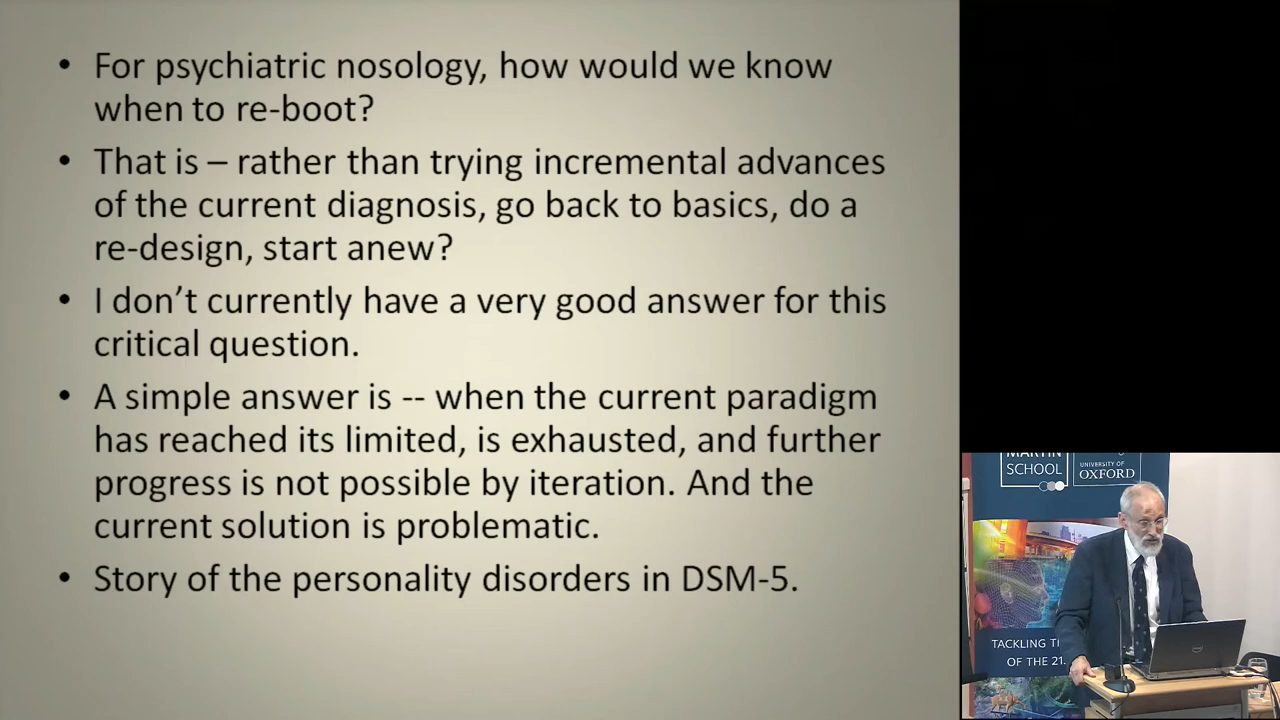 • For psychiatric nosology, how would we know
when to re-boot?
• That is – rather than trying incremental advances
of the current diagnosis, go back to basics, do a
re-design, start anew?
• I don’t currently have a very good answer for this
critical question.
• A simple answer is -- when the current paradigm
has reached its limited, is exhausted, and further
progress is not possible by iteration. And the
current solution is problematic.
• Story of the personality disorders in DSM-5.
MARTIN
SCHOOL
UNIVERSITY OF
OXFORD
TACKLING
OF THE 21